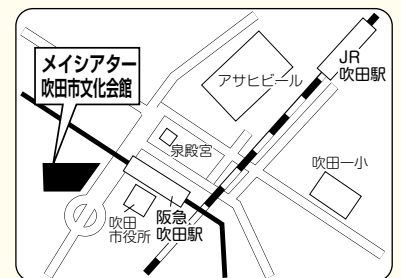 メイシアター
吹田市文化会館
アサヒビール
JR
吹田駅
泉殿宮
吹田一小
吹田
市役所
阪急
吹田駅